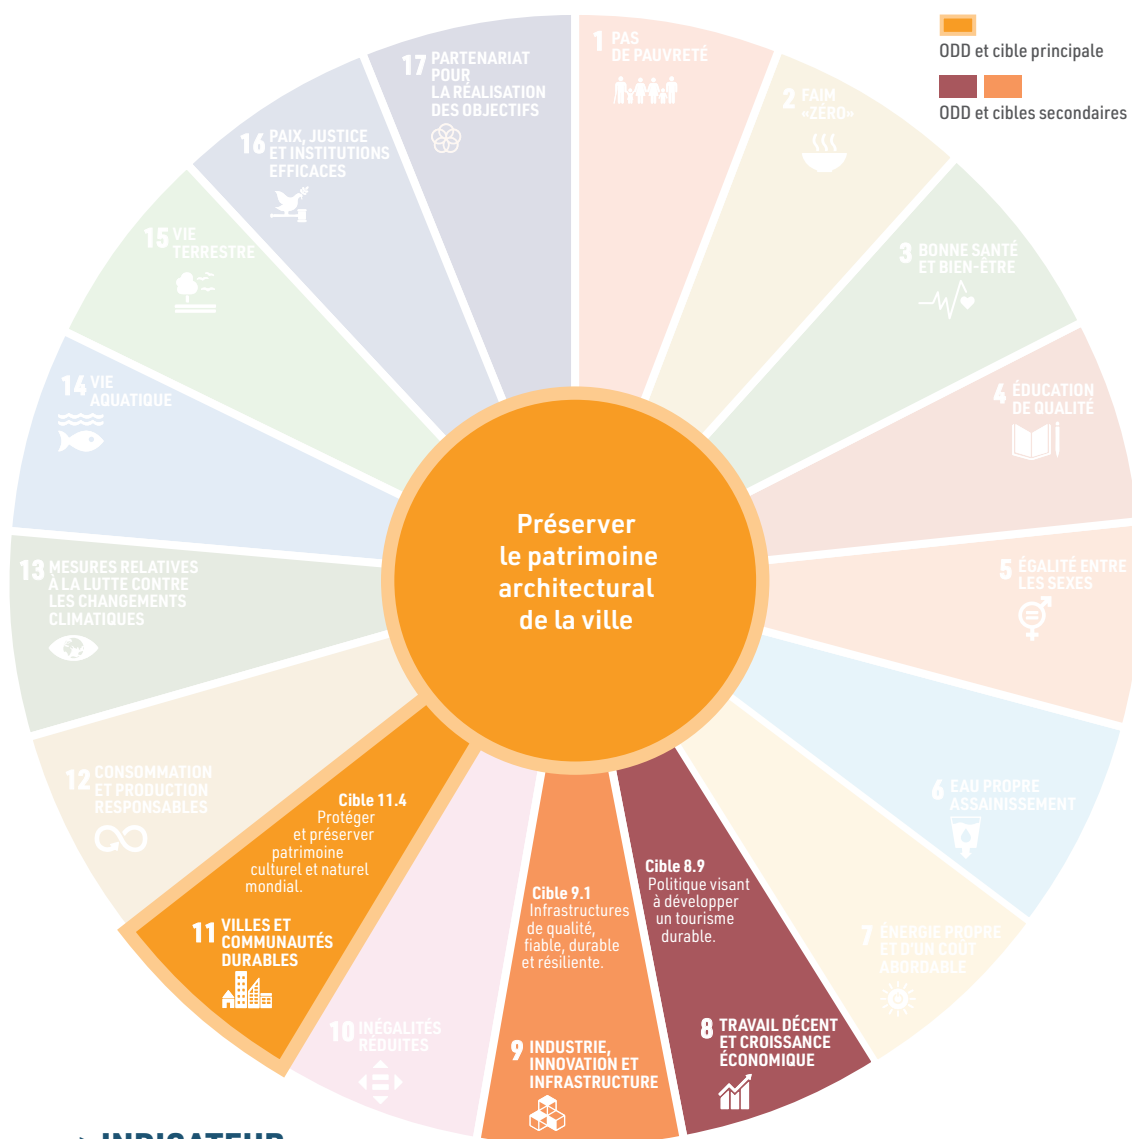 ODD et cible principale
ODD et cibles secondaires
1 PAS
DE PAUVRETÉ
2 FAIM
«ZÉRO»
3 BONNE SANTÉ
ET BIEN-ÊTRE
4 ÉDUCATION
DE QUALITÉ
5 ÉGALITÉ ENTRE
LES SEXES
6 EAU PROPRE
ASSAINISSEMENT
7 ÉNERGIE PROPRE
ET D'UN COÛT
ABORDABLE
Cible 8.9
Politique visant
à développer
un tourisme
durable.
8 TRAVAIL DÉCENT
ET CROISSANCE
ÉCONOMIQUE
Cible 9.1
Infrastructures
de qualité,
fiable, durable
et résiliente.
9 INDUSTRIE,
INNOVATION ET
INFRASTRUCTURE
10 INÉGALITÉS
RÉDUITES
Cible 11.4
Protéger
et préserver
patrimoine
culturel et naturel
mondial.
11 VILLES ET
COMMUNAUTÉS
DURABLES
12 CONSOMMATION
ET PRODUCTION
RESPONSABLES
13 MESURES RELATIVES
À LA LUTTE CONTRE
LES CHANGEMENTS
CLIMATIQUES
14 VIE
AQUATIQUE
15 VIE
TERRESTRE
16 PAIX, JUSTICE
ET INSTITUTIONS
EFFICACES
17 PARTENARIAT
POUR
LA RÉALISATION
DES OBJECTIFS
Préserver
le patrimoine
architectural
de la ville
INDICATEUR